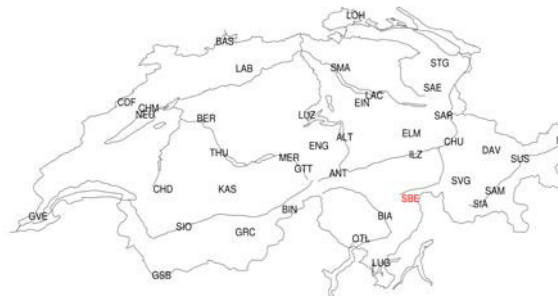 LOH
BAS
STG
LAB
SMA
SAE
LAC
EIN
CDF
CHM
NEU
BER
LUZ
SAR
ALT
ELM
CHU
ENG
DAV
THU
MER
ILZ
SUS
GTT
ANT
SVG
CHD
KAS
SAM
SIA
SBE
BIN
BIA
GVE
SIO
GRC
OTL
LUG
GSB